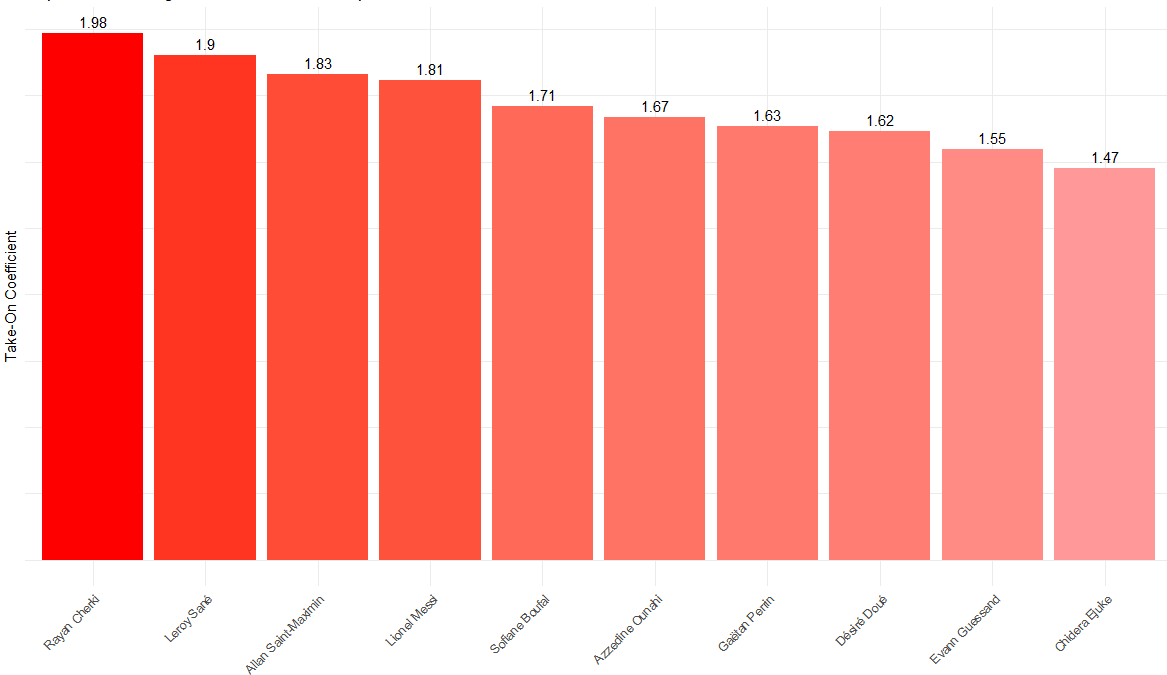 1.98
1.9
1.83
1.81
1.71
1.67
1.63
1.62
1.55
1.47
Take-On Coefficient
Rayan Cherki
Leroy Sané
Allan Saint-Maximin
Lionel Messi
Sofiane Boufal
Azzedine Ounahi
Gaëtan Perrin
Désiré Doué
Evann Guessand
Chidera Ejuke